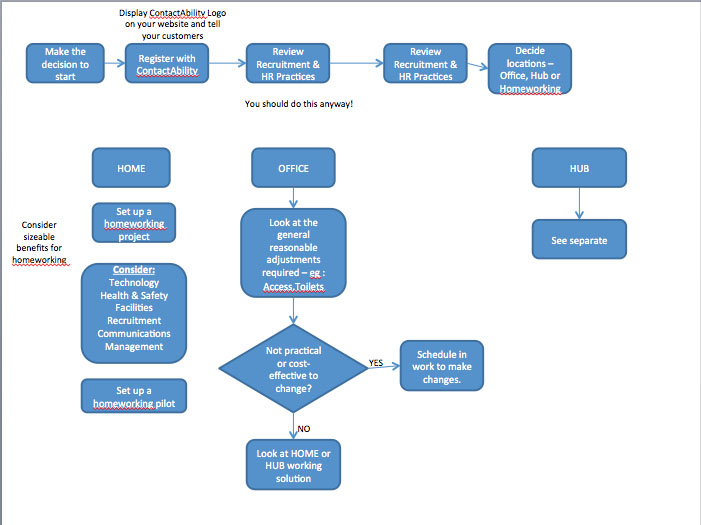 Display ContactAbility Logo
on your website and tell
your customers
Make the
decision to
start
Register with
ContactAbility
Review
Recruitment &
HR Practices
Review
Recruitment &
HR Practices
Decide
locations –
Office, Hub or
Homeworking
You should do this anyway!
HOME
OFFICE
HUB
Consider
sizeable
benefits for
homeworking
Set up a
homeworking
project
Consider:
Technology
Health & Safety
Facilities
Recruitment
Communications
Management
Set up a
homeworking pilot
Look at the
general
reasonable
adjustments
required – eg :
Access,Toilets
Not practical
or cost-
effective to
change?
YES
Schedule in
work to make
changes.
NO
Look at HOME or
HUB working
solution
See separate